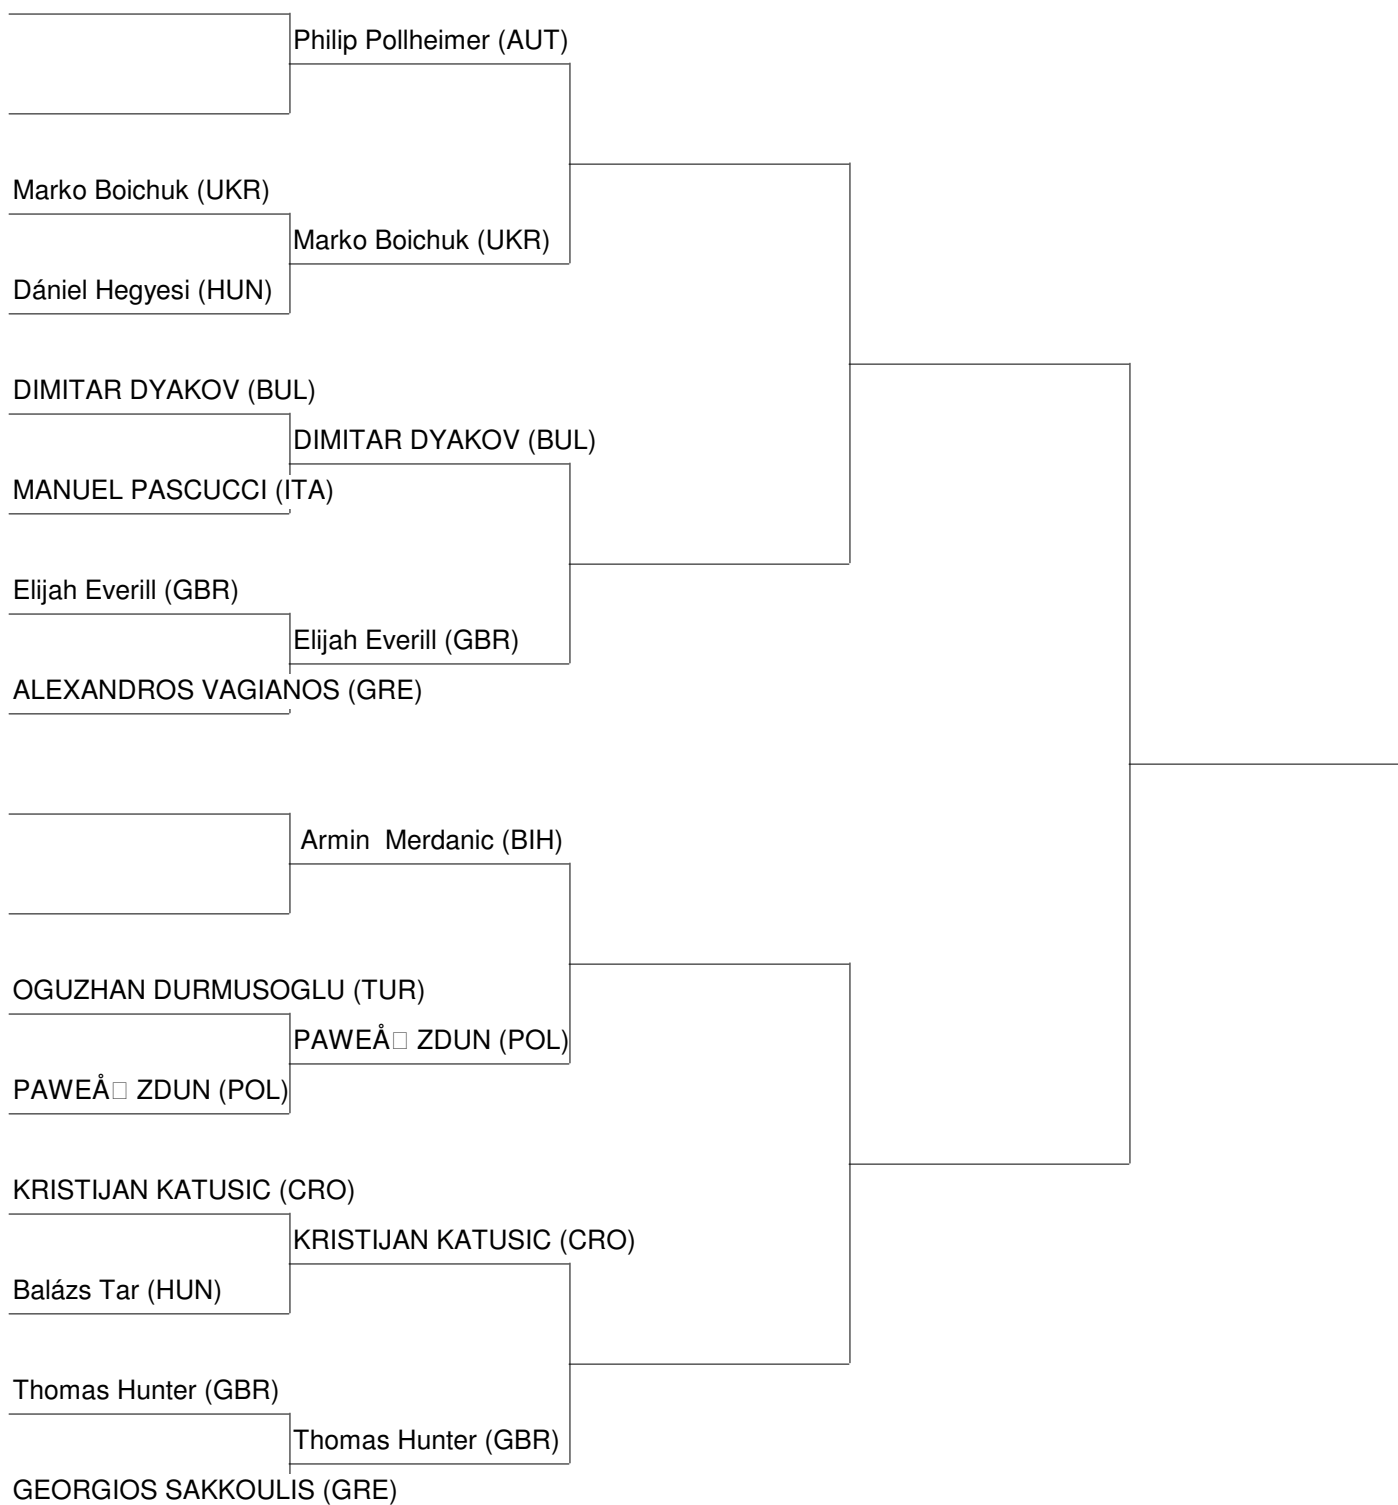 Philip Pollheimer (AUT)
Marko Boichuk (UKR)
Marko Boichuk (UKR)
Dániel Hegyesi (HUN)
DIMITAR DYAKOV (BUL)
DIMITAR DYAKOV (BUL)
MANUEL PASCUCCI (ITA)
Elijah Everill (GBR)
Elijah Everill (GBR)
ALEXANDROS VAGIANOS (GRE)
Armin  Merdanic (BIH)
OGUZHAN DURMUSOGLU (TUR)
PAWEÅ□ ZDUN (POL)
PAWEÅ□ ZDUN (POL)
KRISTIJAN KATUSIC (CRO)
KRISTIJAN KATUSIC (CRO)
Balázs Tar (HUN)
Thomas Hunter (GBR)
Thomas Hunter (GBR)
GEORGIOS SAKKOULIS (GRE)